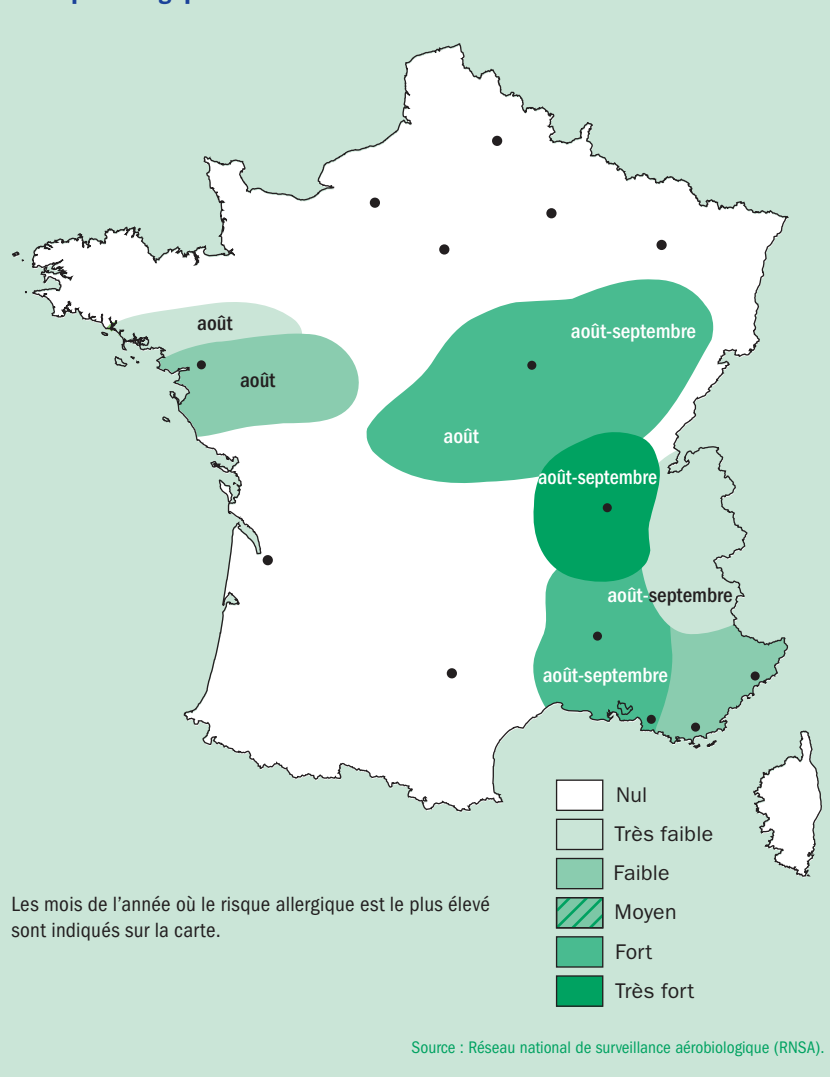 août
août-septembre
août
août
août-septembre
août-septembre
août-septembre
Nul
Très faible
Faible
Moyen
Fort
Très fort
Les mois de l’année où le risque allergique est le plus élevé
sont indiqués sur la carte.
Source : Réseau national de surveillance aérobiologique (RNSA).